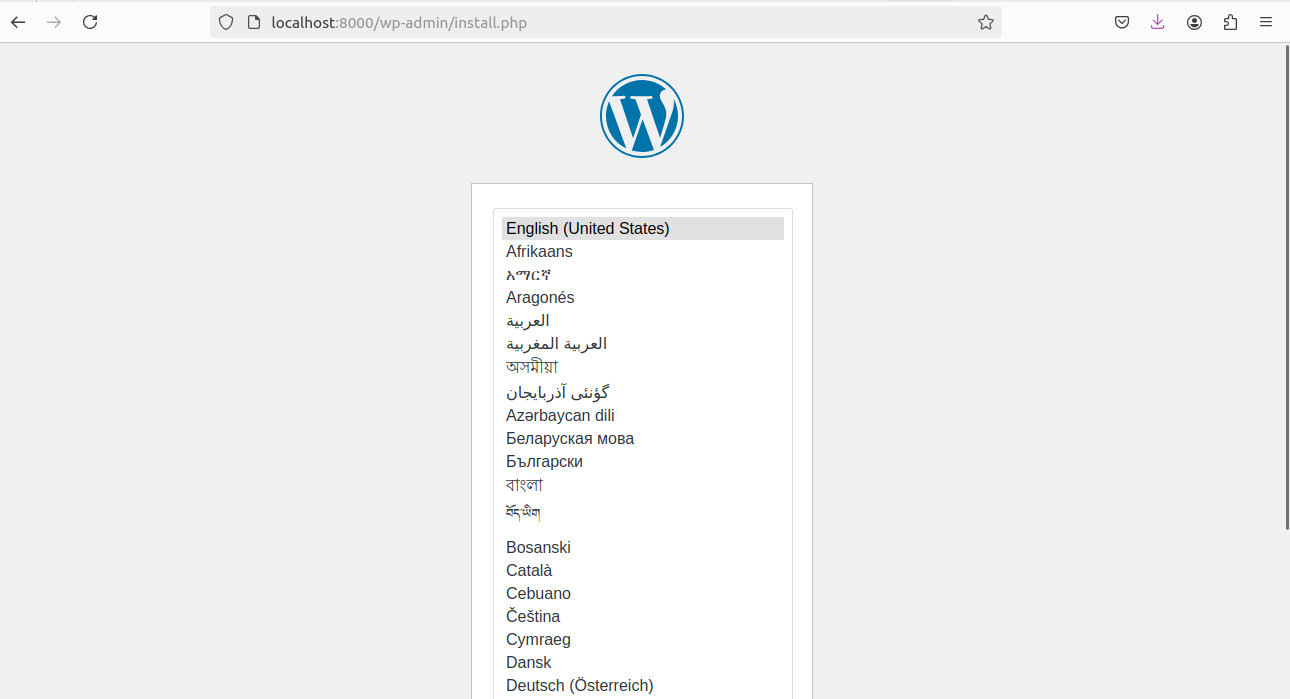 localhost:8000/wp-admin/install.php
W
English (United States)
Afrikaans
አማርኛ
Aragonés
العربية
العربية المغربية
অসমীয়া
گؤنئی آذربایجان
Azərbaycan dili
Беларуская мова
Български
বাংলা
བོད་ཡིག
Bosanski
Català
Cebuano
Čeština
Cymraeg
Dansk
Deutsch (Österreich)